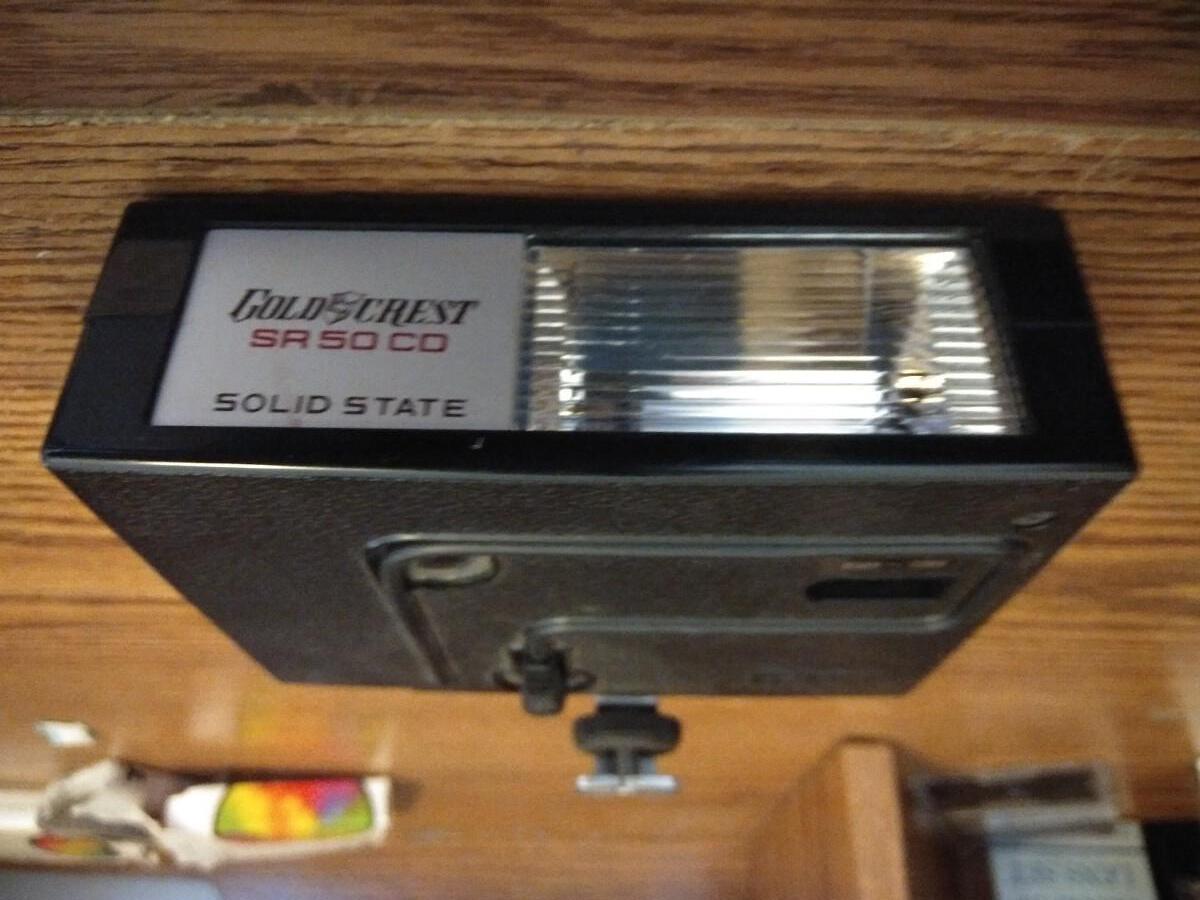 GOLD CREST
SR 50 CD
SOLID STATE